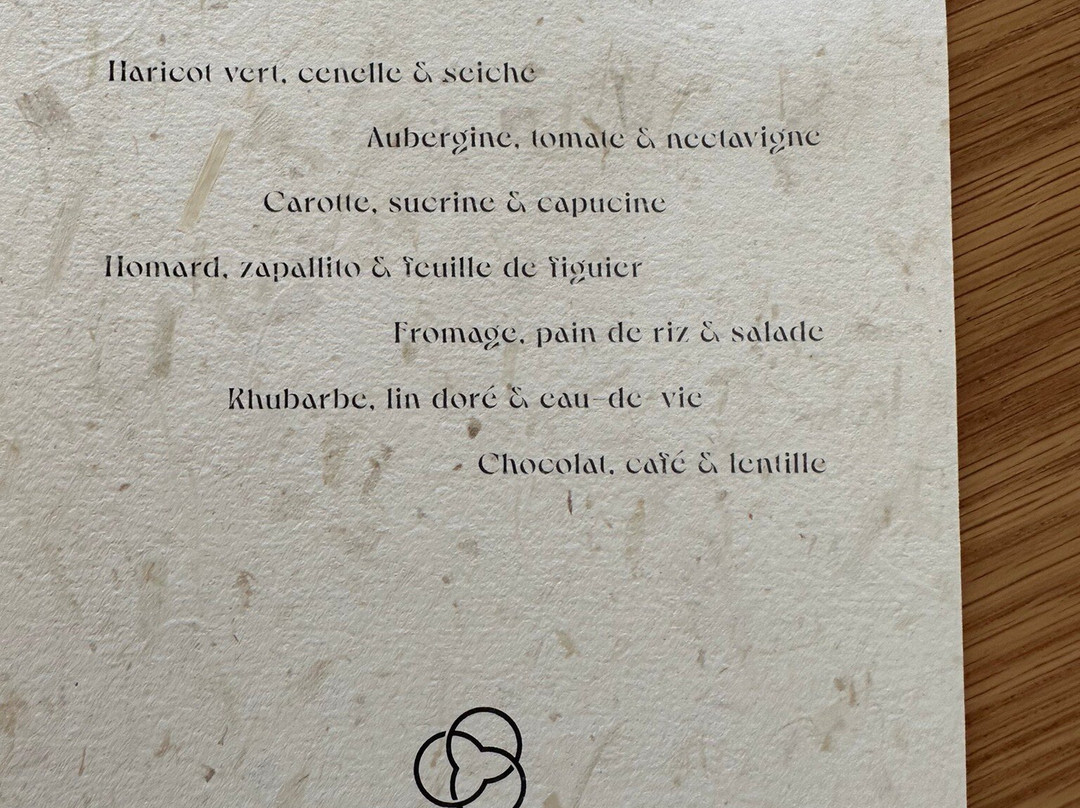 Haricot vert, cenelle & seiche
Aubergine, tomate & nectavigne
Carotte, sucrine & capucine
Homard, zapallito & feuille de figuier
Fromage, pain de riz & salade
Rhubarbe, lin doré & eau-de-vie
Chocolat, café & lentille